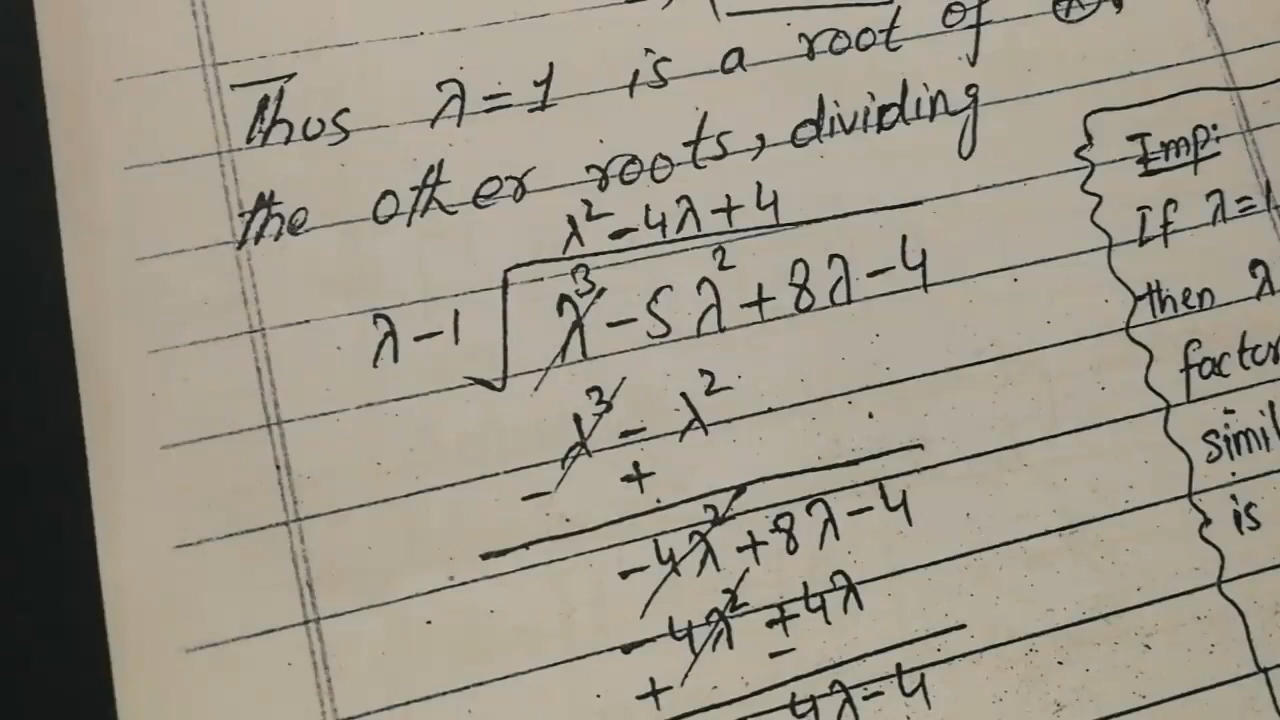 Thus λ=1 is a root of
the other roots, dividing
λ² - 4λ + 4
λ - 1 √ λ³ - 5λ² + 8λ - 4
λ³ - λ²
- +
-4λ² + 8λ - 4
-4λ² + 4λ
+ -
4λ - 4
Imp:
If λ=1
then λ
factor
simil
is